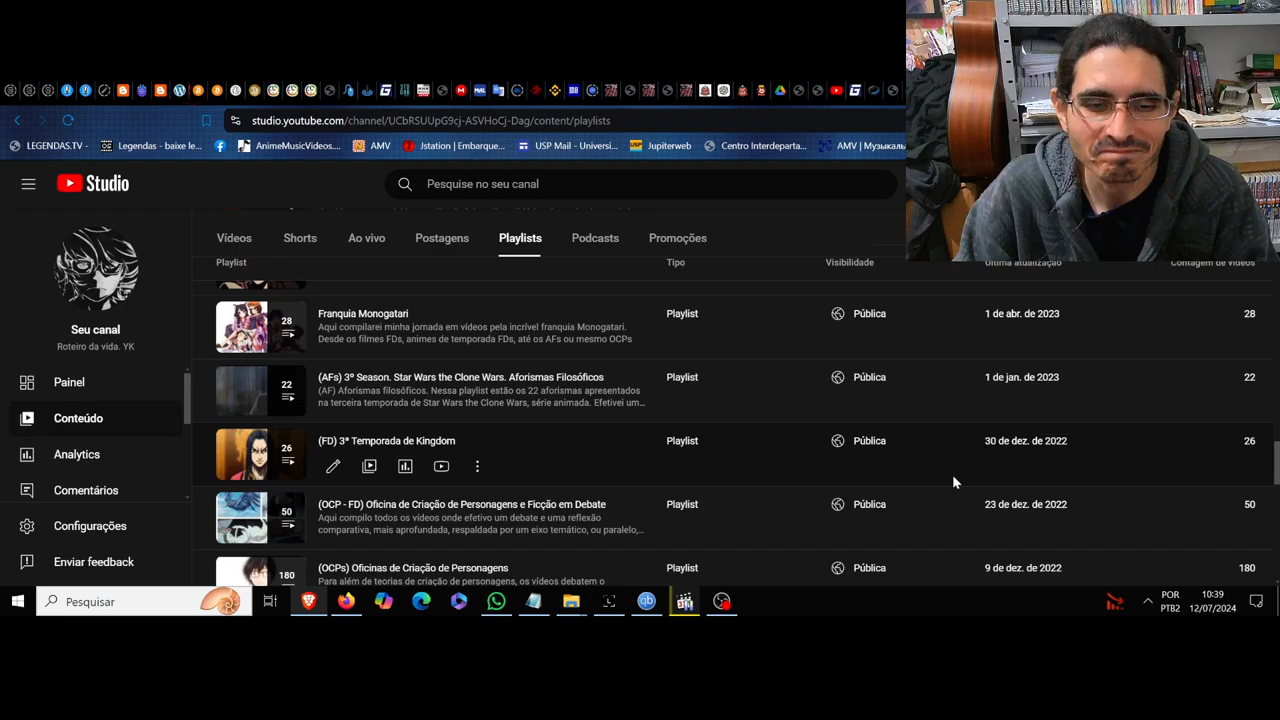 studio.youtube.com/channel/UCbRSUUpG9cj-ASVHoCj-Dag/content/playlists
LEGENDAS.TV - Legendas - baixe le... AnimeMusicVideos.... AMV Jstation | Embarque... USP Mail - Universi... Jupiterweb Centro Interdeparta... AMV | Музыкаль
Studio
Pesquise no seu canal
Vídeos Shorts Ao vivo Postagens Playlists Podcasts Promoções
Playlist Tipo Visibilidade Última atualização Contagem de vídeos
Seu canal
Roteiro da vida. YK
Painel
Conteúdo
Analytics
Comentários
Configurações
Enviar feedback
28 Franquia Monogatari Playlist Pública 1 de abr. de 2023 28
Aqui compilarei minha jornada em vídeos pela incrível franquia Monogatari.
Desde os filmes FDs, animes de temporada FDs, até os AFs ou mesmo OCPs
22 (AFs) 3º Season. Star Wars the Clone Wars. Aforismas Filosóficos Playlist Pública 1 de jan. de 2023 22
(AF) Aforismas filosóficos. Nessa playlist estão os 22 aforismas apresentados
na terceira temporada de Star Wars the Clone Wars, série animada. Efetivei um...
26 (FD) 3ª Temporada de Kingdom Playlist Pública 30 de dez. de 2022 26
50 (OCP - FD) Oficina de Criação de Personagens e Ficção em Debate Playlist Pública 23 de dez. de 2022 50
Aqui compilo todos os vídeos onde efetivo um debate e uma reflexão
comparativa, mais aprofundada, respaldada por um eixo temático, ou paralelo,...
180 (OCPs) Oficinas de Criação de Personagens Playlist Pública 9 de dez. de 2022 180
Para além de teorias de criação de personagens, os vídeos debatem o
Pesquisar
POR
PTB2
10:39
12/07/2024